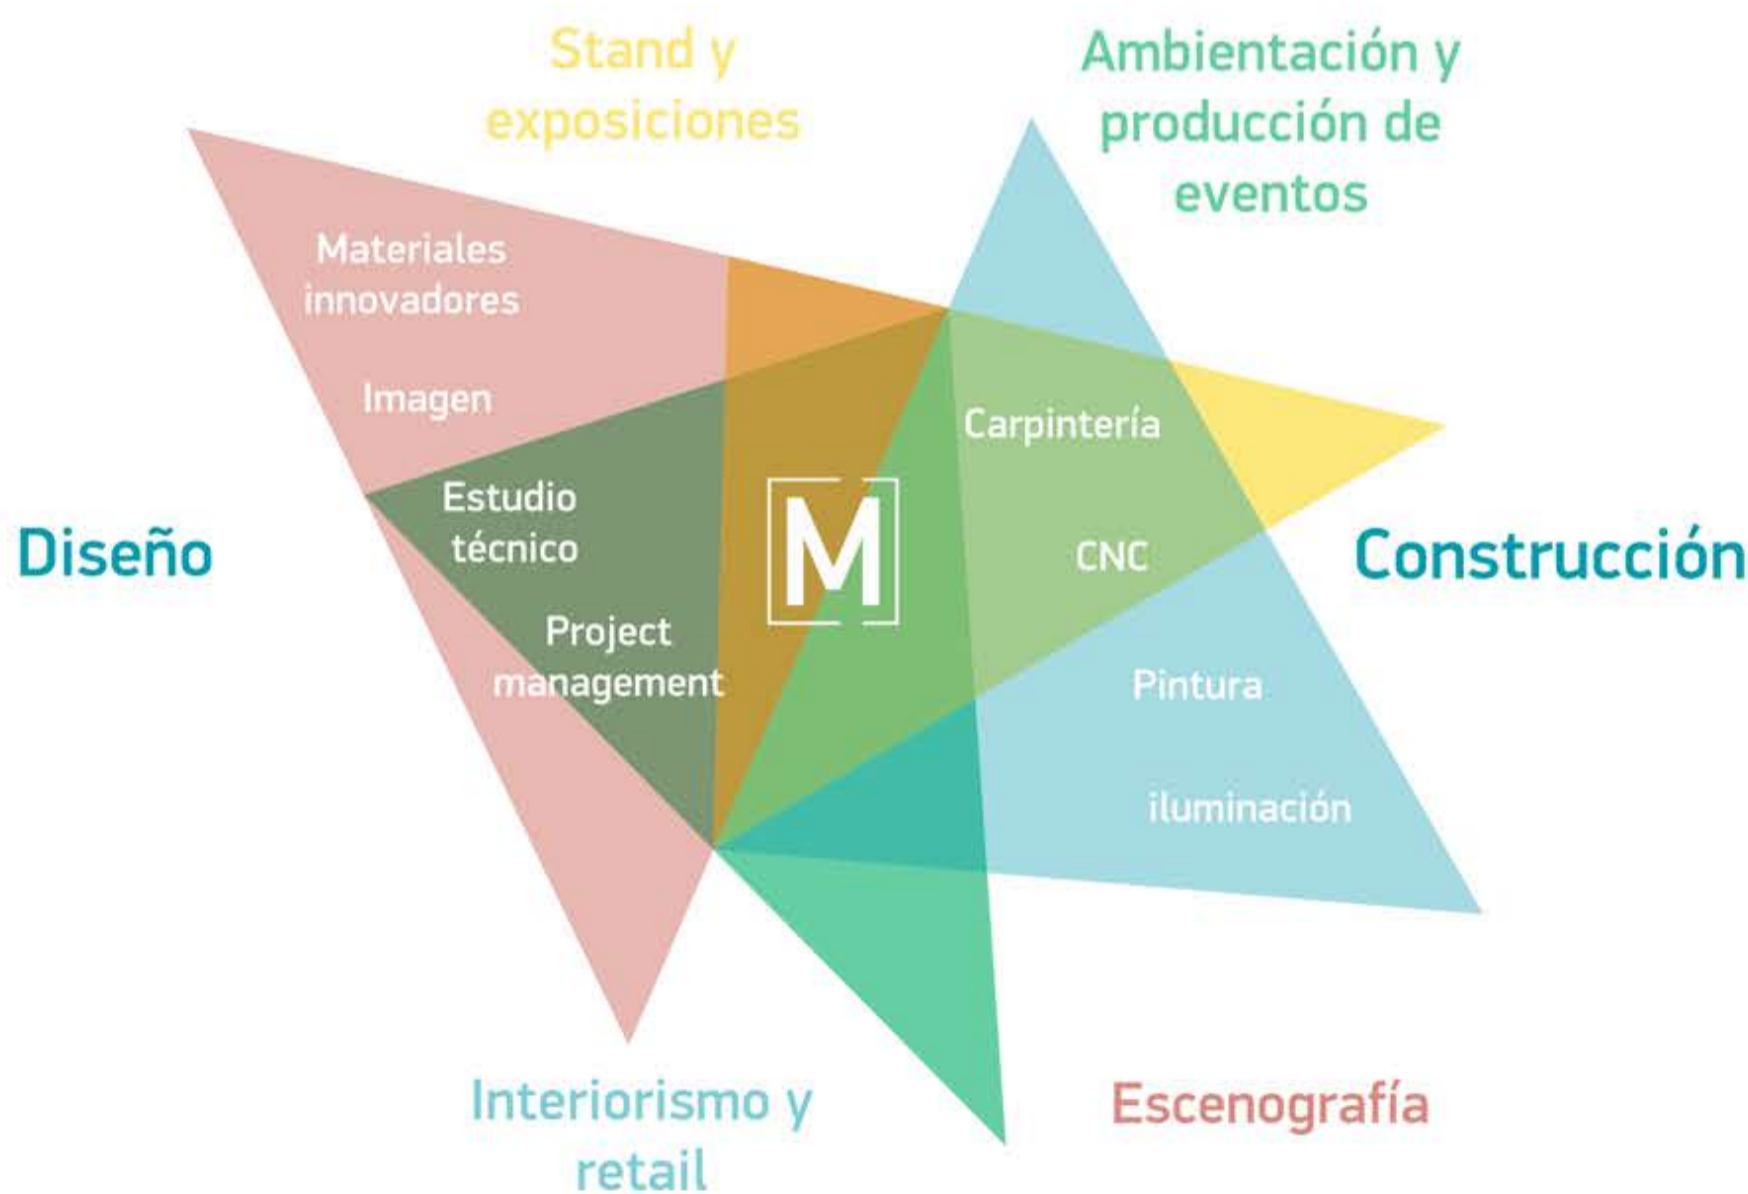 Stand y
exposiciones
Ambientación y
producción de
eventos
Materiales
innovadores
Imagen
Carpintería
Estudio
técnico
Diseño
M
CNC
Construcción
Project
management
Pintura
iluminación
Interiorismo y
retail
Escenografía